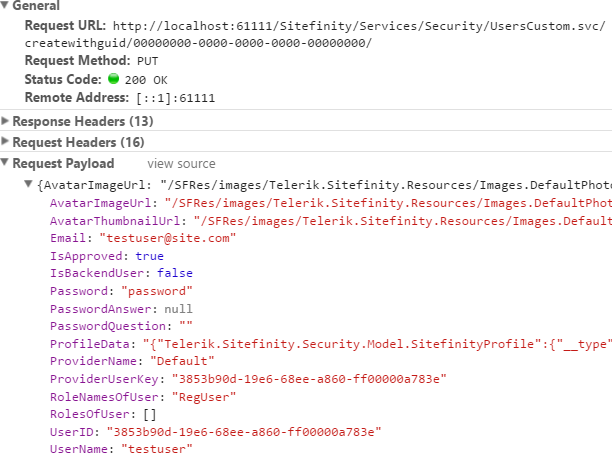 General
Request URL: http://localhost:61111/Sitefinity/Services/Security/UsersCustom.svc/
createwithguid/00000000-0000-0000-0000-00000000/
Request Method: PUT
Status Code: 200 OK
Remote Address: [::1]:61111
Response Headers (13)
Request Headers (16)
Request Payload view source
{AvatarImageUrl: "/SFRes/images/Telerik.Sitefinity.Resources/Images.DefaultPhoto
AvatarImageUrl: "/SFRes/images/Telerik.Sitefinity.Resources/Images.DefaultPh
AvatarThumbnailUrl: "/SFRes/images/Telerik.Sitefinity.Resources/Images.Defaul
Email: "testuser@site.com"
IsApproved: true
IsBackendUser: false
Password: "password"
PasswordAnswer: null
PasswordQuestion: ""
ProfileData: "{"Telerik.Sitefinity.Security.Model.SitefinityProfile":{"__type"
ProviderName: "Default"
ProviderUserKey: "3853b90d-19e6-68ee-a860-ff00000a783e"
RoleNamesOfUser: "RegUser"
RolesOfUser: []
UserID: "3853b90d-19e6-68ee-a860-ff00000a783e"
UserName: "testuser"